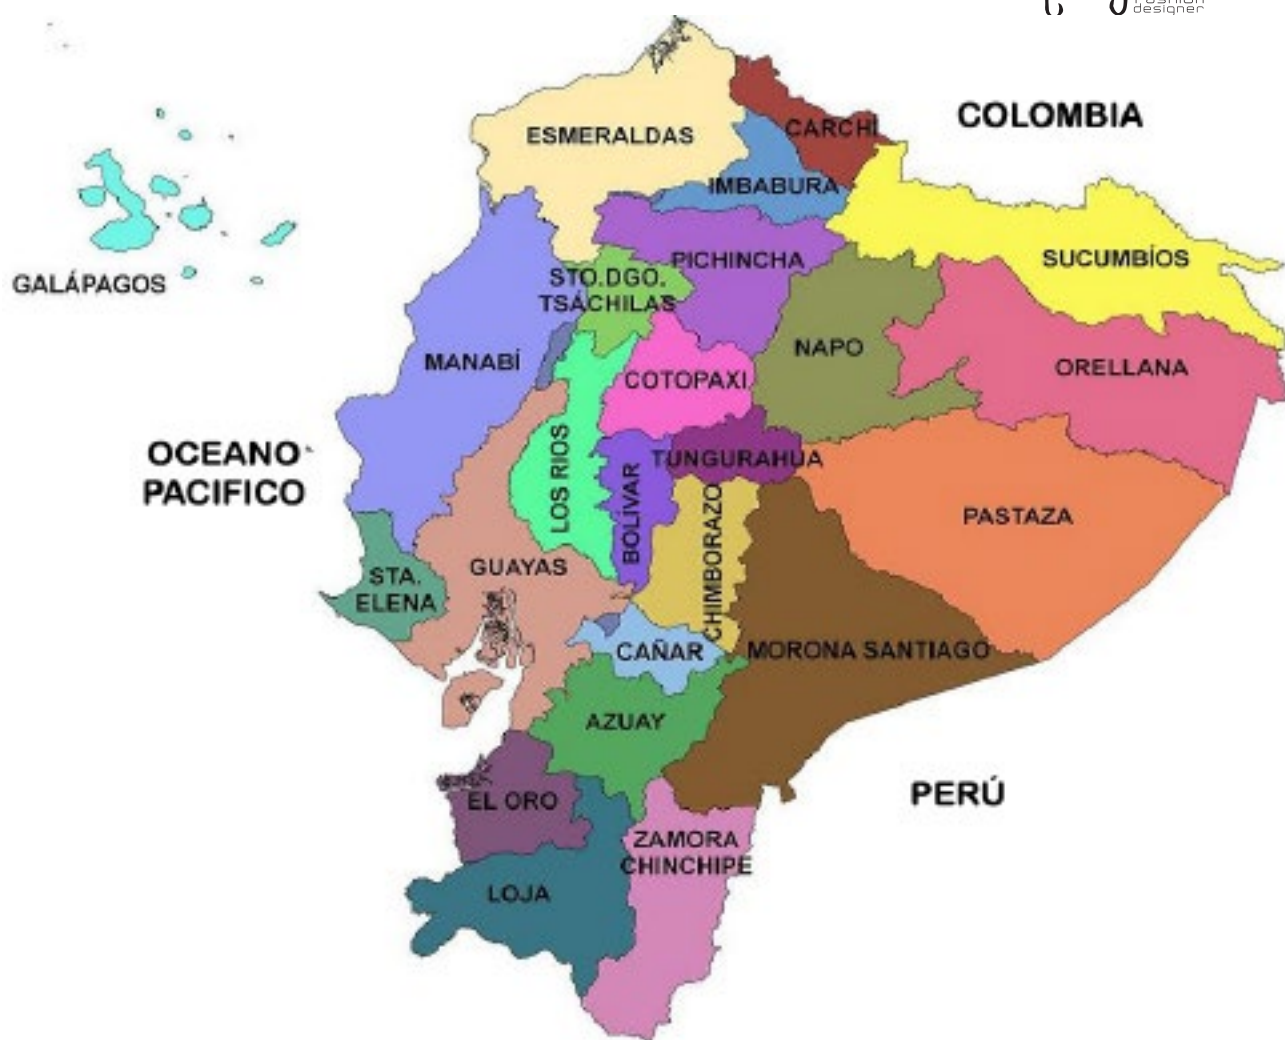 designer
COLOMBIA
ESMERALDAS
CARCHI
IMBABURA
SUCUMBÍOS
PICHINCHA
GALÁPAGOS
STO.DGO.
TSÁCHILAS
MANABÍ
NAPO
ORELLANA
COTOPAXI
OCEANO
PACIFICO
LOS RIOS
BOLÍVAR
TUNGURAHUA
CHIMBORAZO
PASTAZA
GUAYAS
STA.
ELENA
CAÑAR
MORONA SANTIAGO
AZUAY
PERÚ
EL ORO
ZAMORA
CHINCHIPE
LOJA